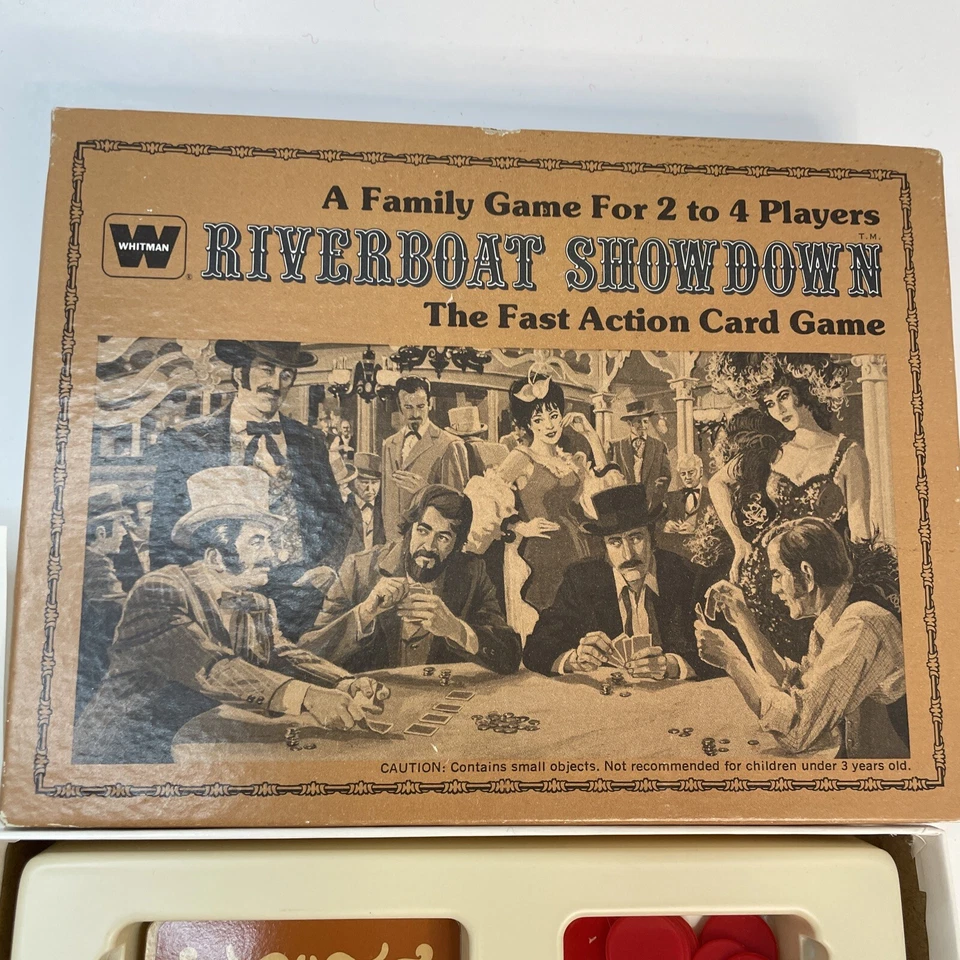 A Family Game For 2 to 4 Players
WHITMAN
®
RIVERBOAT SHOWDOWN
T.M.
The Fast Action Card Game
CAUTION: Contains small objects. Not recommended for children under 3 years old.